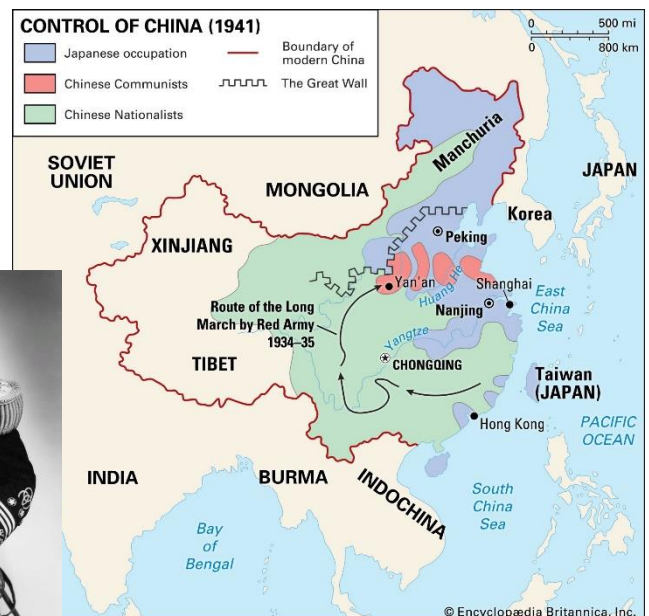 CONTROL OF CHINA (1941)
Japanese occupation
Chinese Communists
Chinese Nationalists
Boundary of
modern China
The Great Wall
0 500 mi
0 800 km
SOVIET
UNION
MONGOLIA
Manchuria
JAPAN
Korea
XINJIANG
Peking
Yan'an
Huang He
Shanghai
Nanjing
East
China
Sea
Route of the Long
March by Red Army
1934–35
Yangtze
CHONGQING
TIBET
Taiwan
(JAPAN)
Hong Kong
PACIFIC
OCEAN
INDIA
BURMA
INDOCHINA
South
China
Sea
Bay
of
Bengal
© Encyclopædia Britannica, Inc.